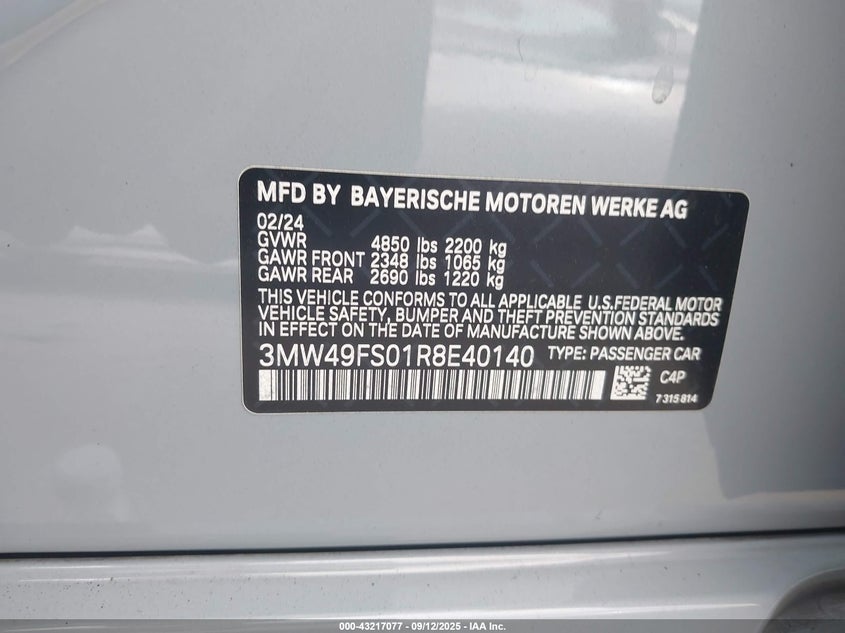 MFD BY BAYERISCHE MOTOREN WERKE AG
02/24
GVWR 4850 lbs 2200 kg
GAWR FRONT 2348 lbs 1065 kg
GAWR REAR 2690 lbs 1220 kg
THIS VEHICLE CONFORMS TO ALL APPLICABLE U.S.FEDERAL MOTOR
VEHICLE SAFETY, BUMPER AND THEFT PREVENTION STANDARDS
IN EFFECT ON THE DATE OF MANUFACTURE SHOWN ABOVE.
3MW49FS01R8E40140 TYPE: PASSENGER CAR
C4P
7315814
000-43217077 - 09/12/2025 - IAA Inc.